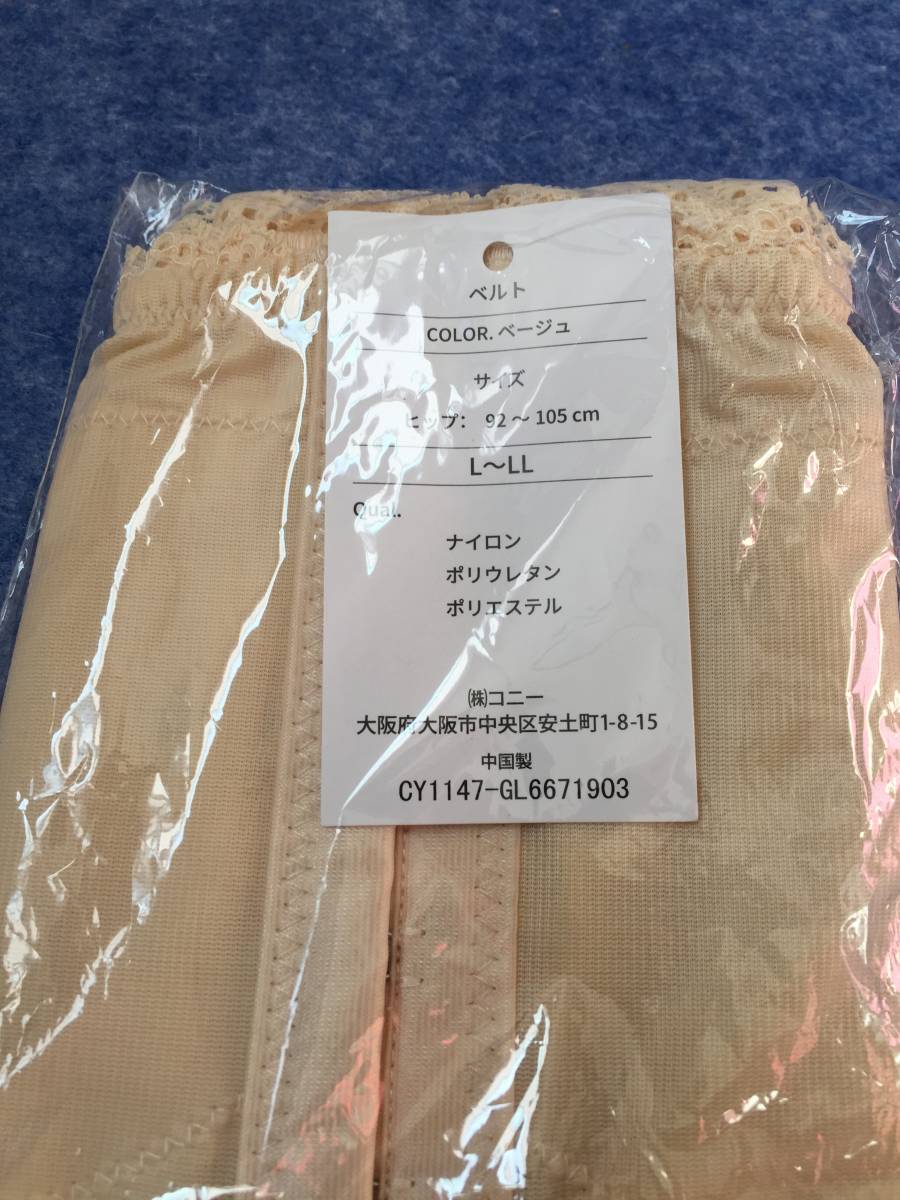 ベルト
COLOR. ベージュ
サイズ
ヒップ： 92～105 cm
L～LL
Qual.
ナイロン
ポリウレタン
ポリエステル
㈱コニー
大阪府大阪市中央区安土町1-8-15
中国製
CY1147-GL6671903